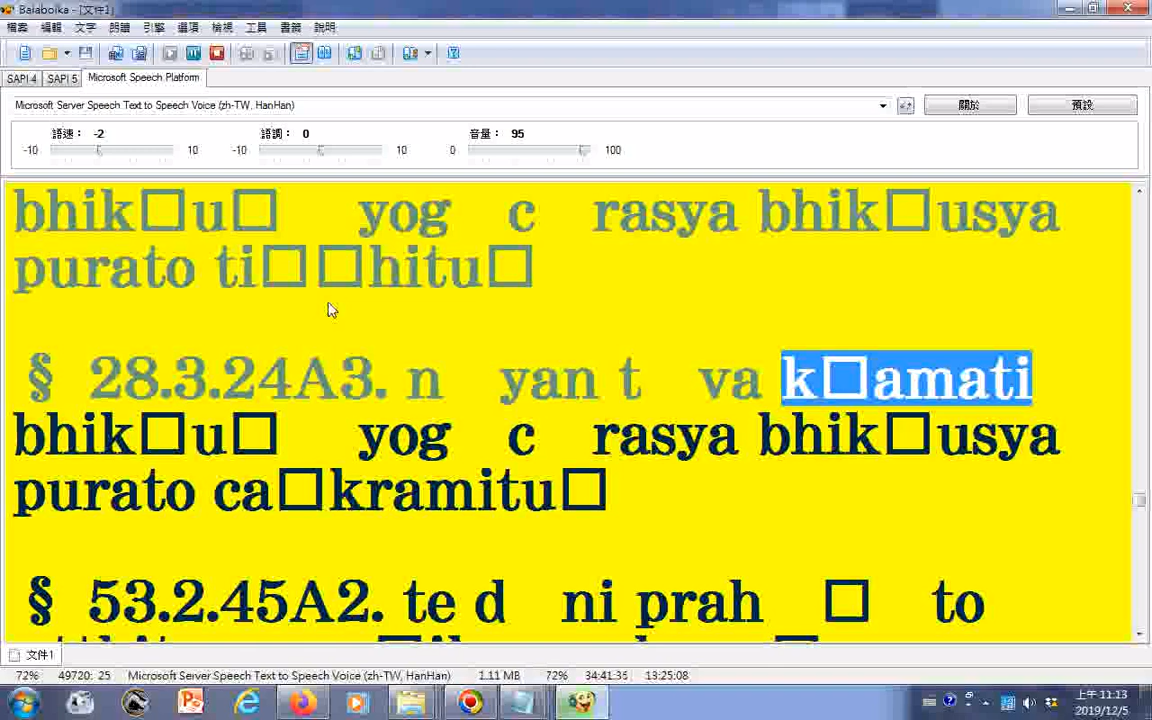 Balabolka - [文件1]
檔案 編輯 文字 朗讀 引擎 選項 檢視 工具 書籤 說明
SAPI 4 SAPI 5 Microsoft Speech Platform
Microsoft Server Speech Text to Speech Voice (zh-TW, HanHan) 關於 預設
語速： -2 語調： 0 音量： 95
-10 10 -10 10 0 100
bhik□u□ yog c rasya bhik□usya
purato ti□□hitu□
§ 28.3.24A3. n yan t va k□amati
bhik□u□ yog c rasya bhik□usya
purato ca□kramitu□
§ 53.2.45A2. te d ni prah □ to
文件1
72% 49720: 25 Microsoft Server Speech Text to Speech Voice (zh-TW, HanHan) 1.11 MB 72% 34:41:36 13:25:08
上午 11:13
2019/12/5